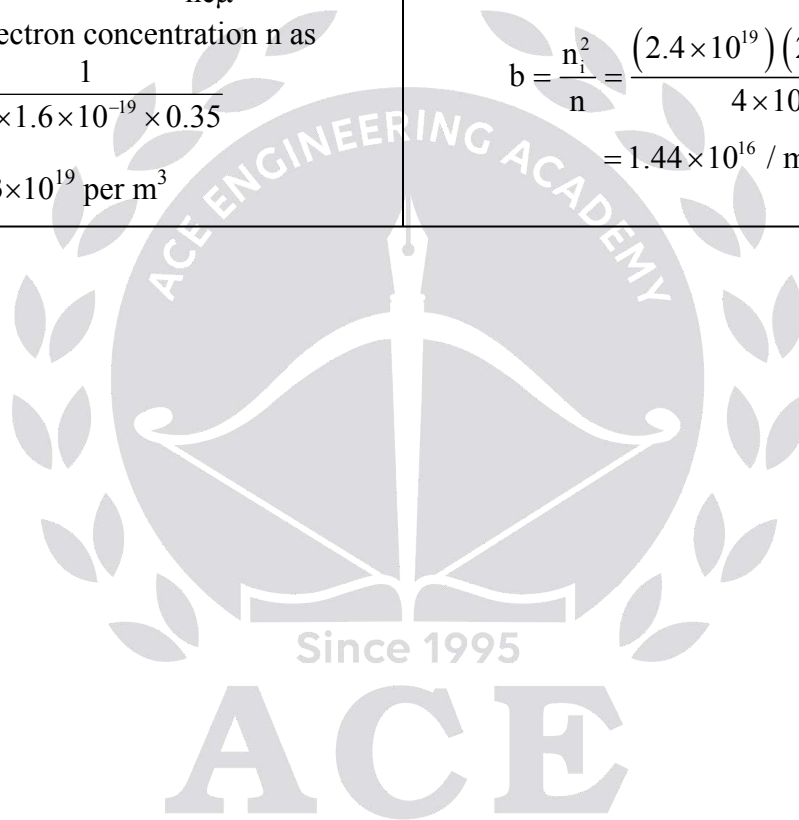 ectron concentration n as
1
×1.6×10⁻¹⁹ ×0.35
×10¹⁹ per m³
b = n_i²/n = (2.4×10¹⁹)(2
4×10
= 1.44×10¹⁶ / m
ACE ENGINEERING ACADEMY
Since 1995
ACE